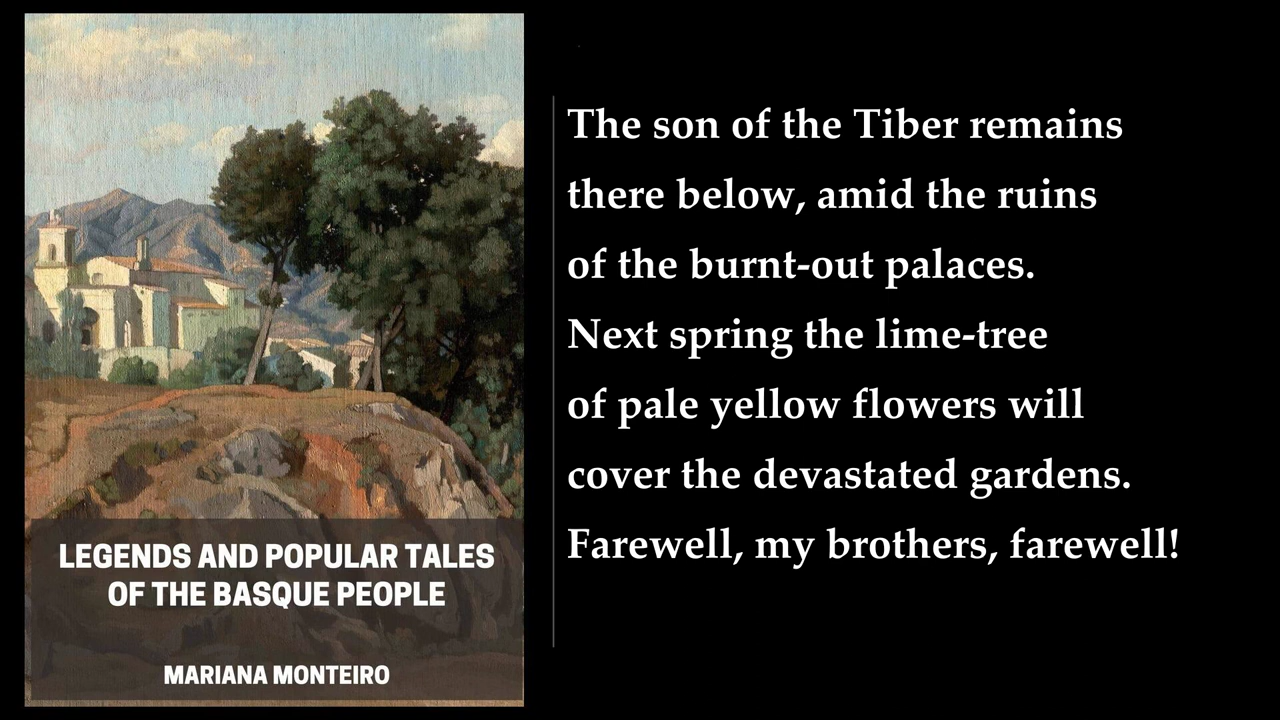 LEGENDS AND POPULAR TALES
OF THE BASQUE PEOPLE
MARIANA MONTEIRO
The son of the Tiber remains
there below, amid the ruins
of the burnt-out palaces.
Next spring the lime-tree
of pale yellow flowers will
cover the devastated gardens.
Farewell, my brothers, farewell!